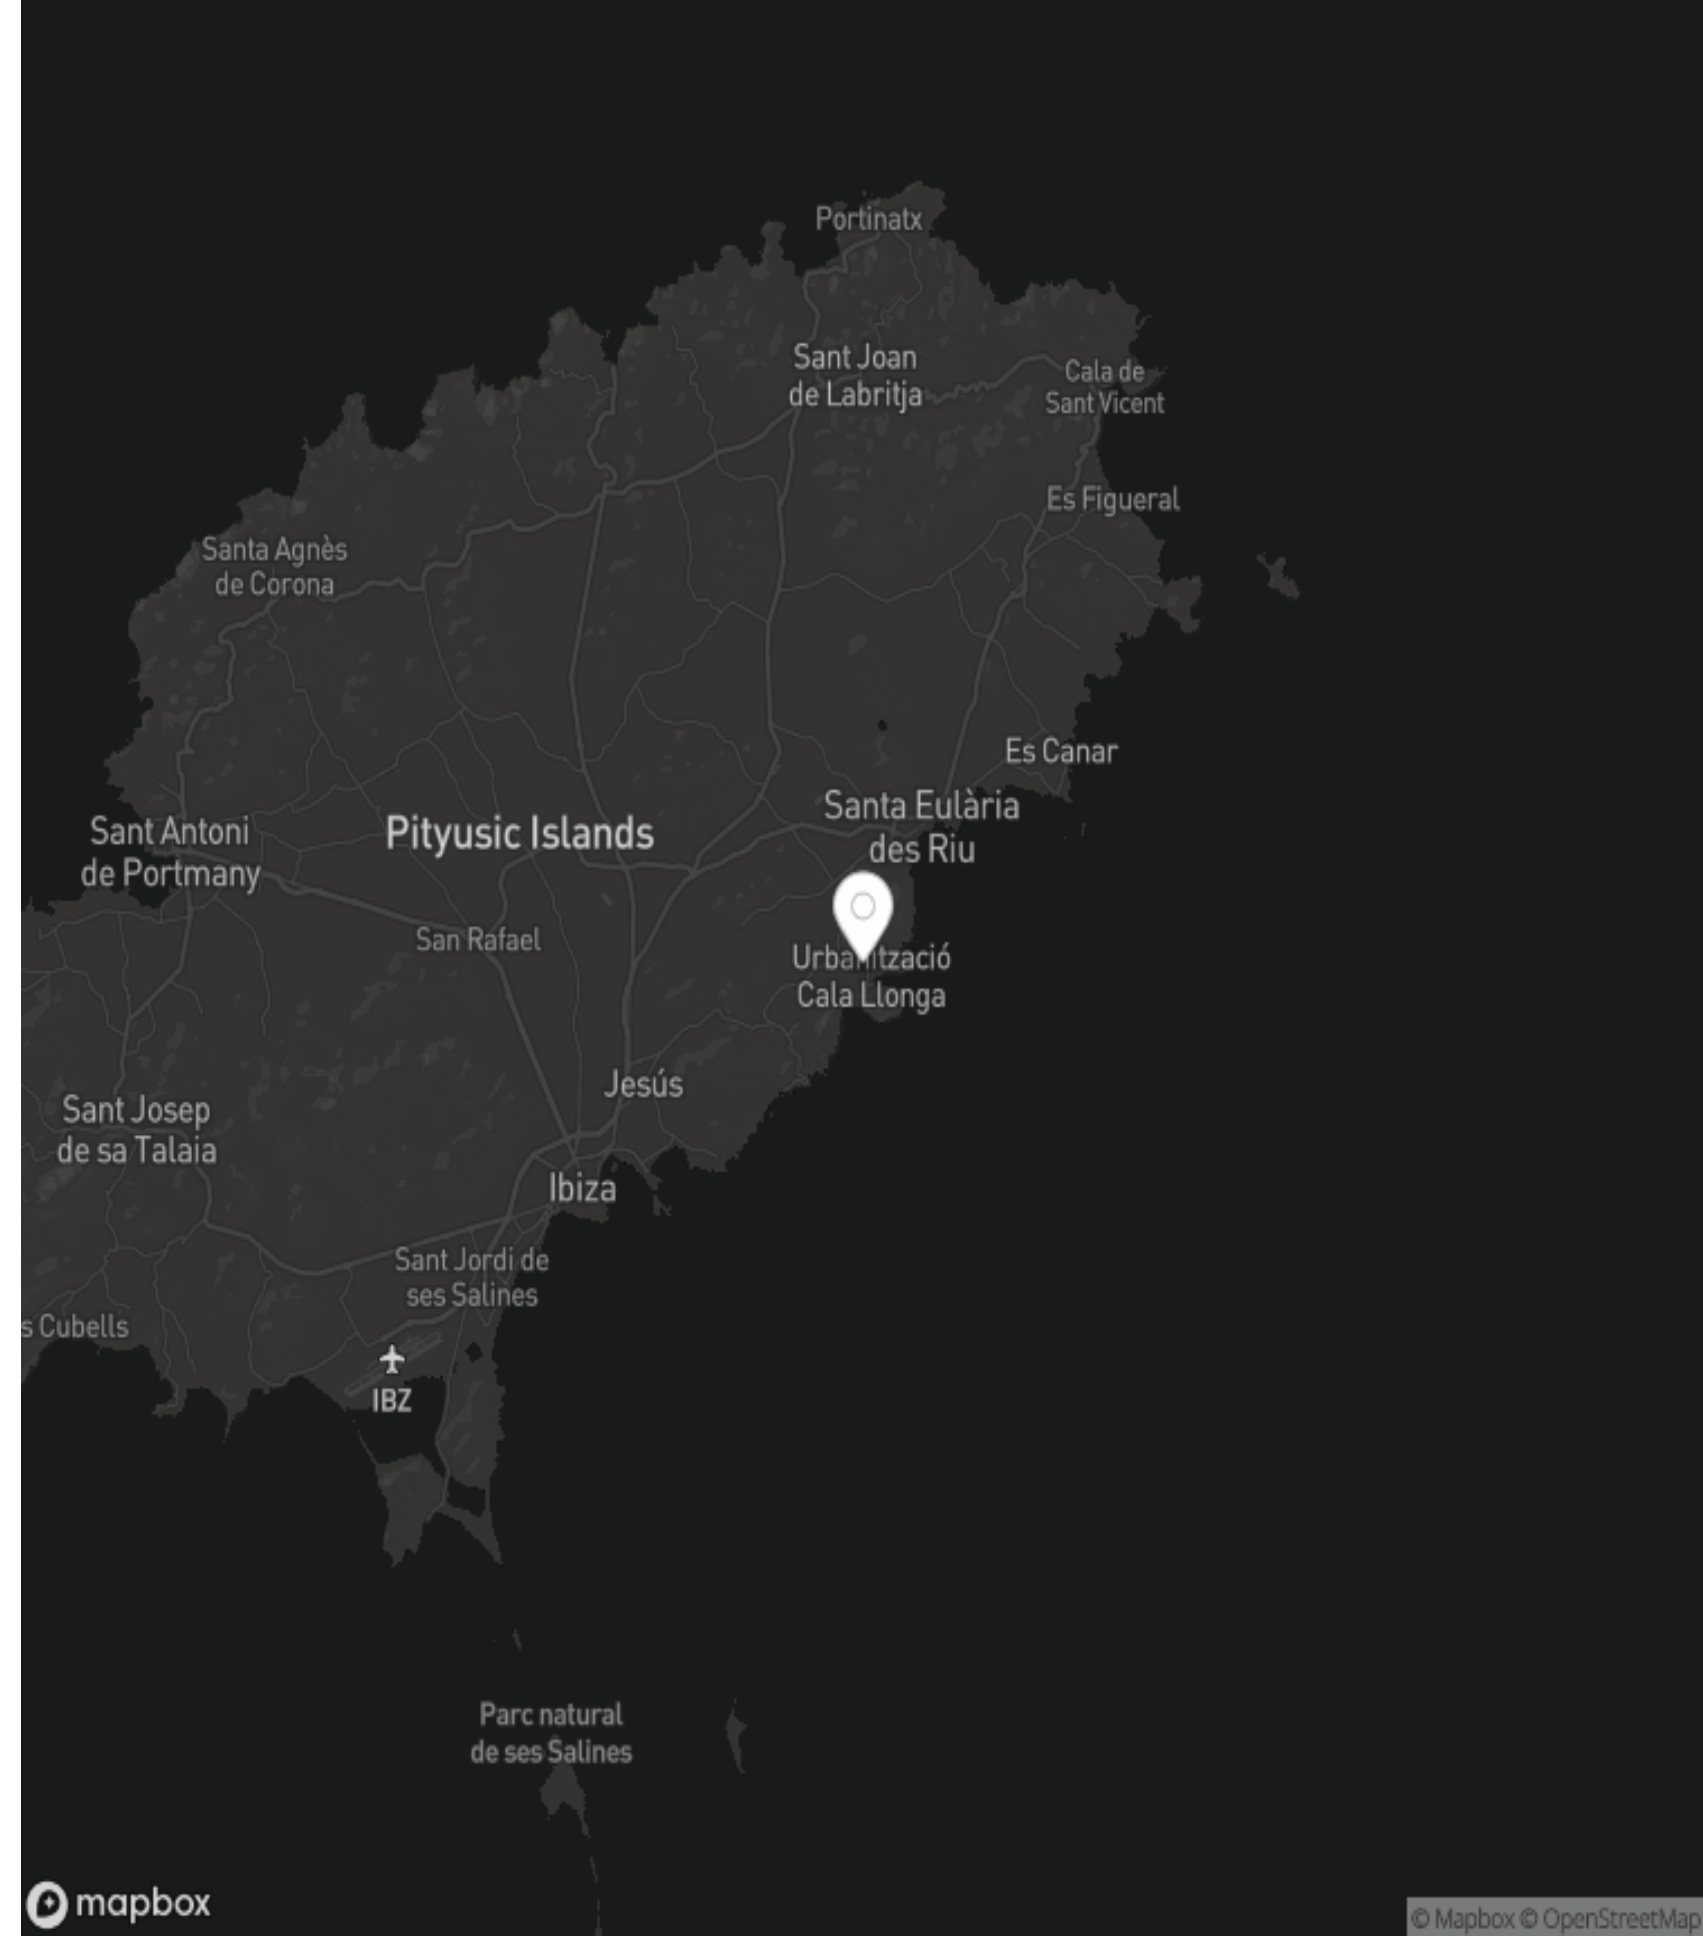 Portinatx
Sant Joan
de Labritja
Cala de
Sant Vicent
Es Figueral
Santa Agnès
de Corona
Es Canar
Santa Eulària
des Riu
Sant Antoni
de Portmany
Pityusic Islands
San Rafael
Urbanització
Cala Llonga
Jesús
Sant Josep
de sa Talaia
Ibiza
Sant Jordi de
ses Salines
s Cubells
IBZ
Parc natural
de ses Salines
mapbox
© Mapbox © OpenStreetMap